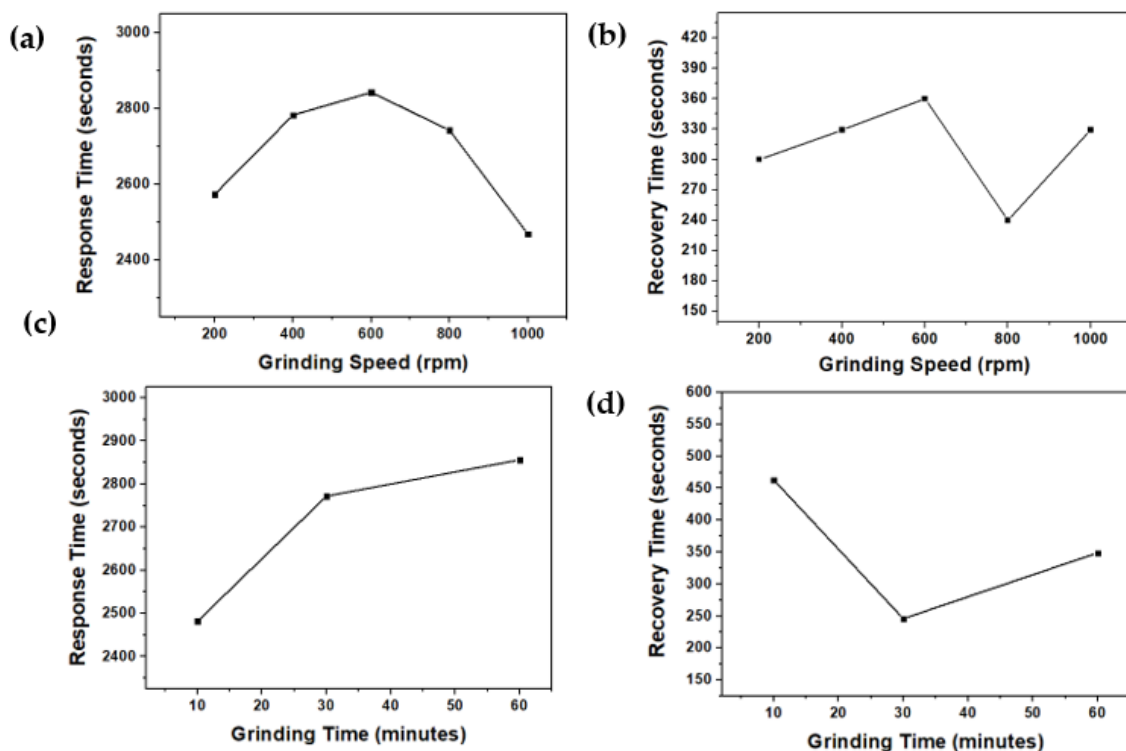 (a)
Response Time (seconds)
3000
2800
2600
2400
200 400 600 800 1000
Grinding Speed (rpm)
(b)
Recovery Time (seconds)
420
390
360
330
300
270
240
210
180
150
200 400 600 800 1000
Grinding Speed (rpm)
(c)
Response Time (seconds)
3000
2900
2800
2700
2600
2500
2400
10 20 30 40 50 60
Grinding Time (minutes)
(d)
Recovery Time (seconds)
600
550
500
450
400
350
300
250
200
150
10 20 30 40 50 60
Grinding Time (minutes)